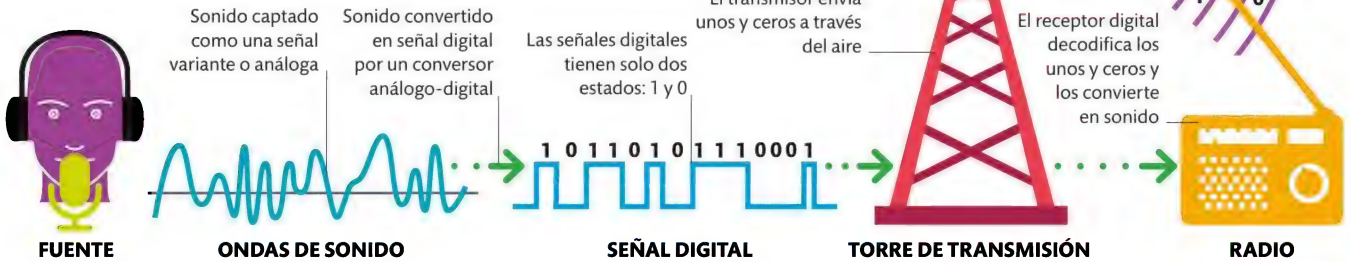 Sonido captado
como una señal
variante o análoga
Sonido convertido
en señal digital
por un conversor
análogo-digital
Las señales digitales
tienen solo dos
estados: 1 y 0
El transmisor envía
unos y ceros a través
del aire
El receptor digital
decodifica los
unos y ceros y
los convierte
en sonido
1 0 1 1 0 1 0 1 1 1 0 0 0 1
FUENTE
ONDAS DE SONIDO
SEÑAL DIGITAL
TORRE DE TRANSMISIÓN
RADIO